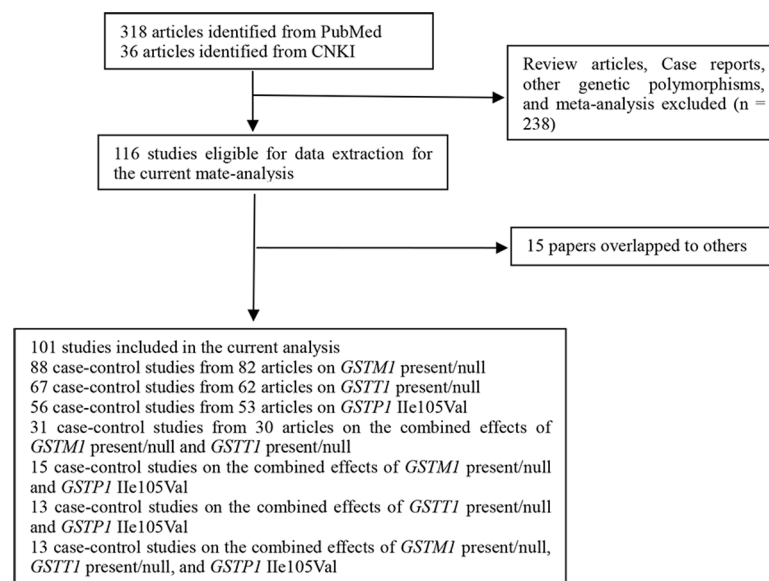 318 articles identified from PubMed
36 articles identified from CNKI
Review articles, Case reports,
other genetic polymorphisms,
and meta-analysis excluded (n =
238)
116 studies eligible for data extraction for
the current mate-analysis
15 papers overlapped to others
101 studies included in the current analysis
88 case-control studies from 82 articles on GSTM1 present/null
67 case-control studies from 62 articles on GSTT1 present/null
56 case-control studies from 53 articles on GSTP1 IIe105Val
31 case-control studies from 30 articles on the combined effects of
GSTM1 present/null and GSTT1 present/null
15 case-control studies on the combined effects of GSTM1 present/null
and GSTP1 IIe105Val
13 case-control studies on the combined effects of GSTT1 present/null
and GSTP1 IIe105Val
13 case-control studies on the combined effects of GSTM1 present/null,
GSTT1 present/null, and GSTP1 IIe105Val